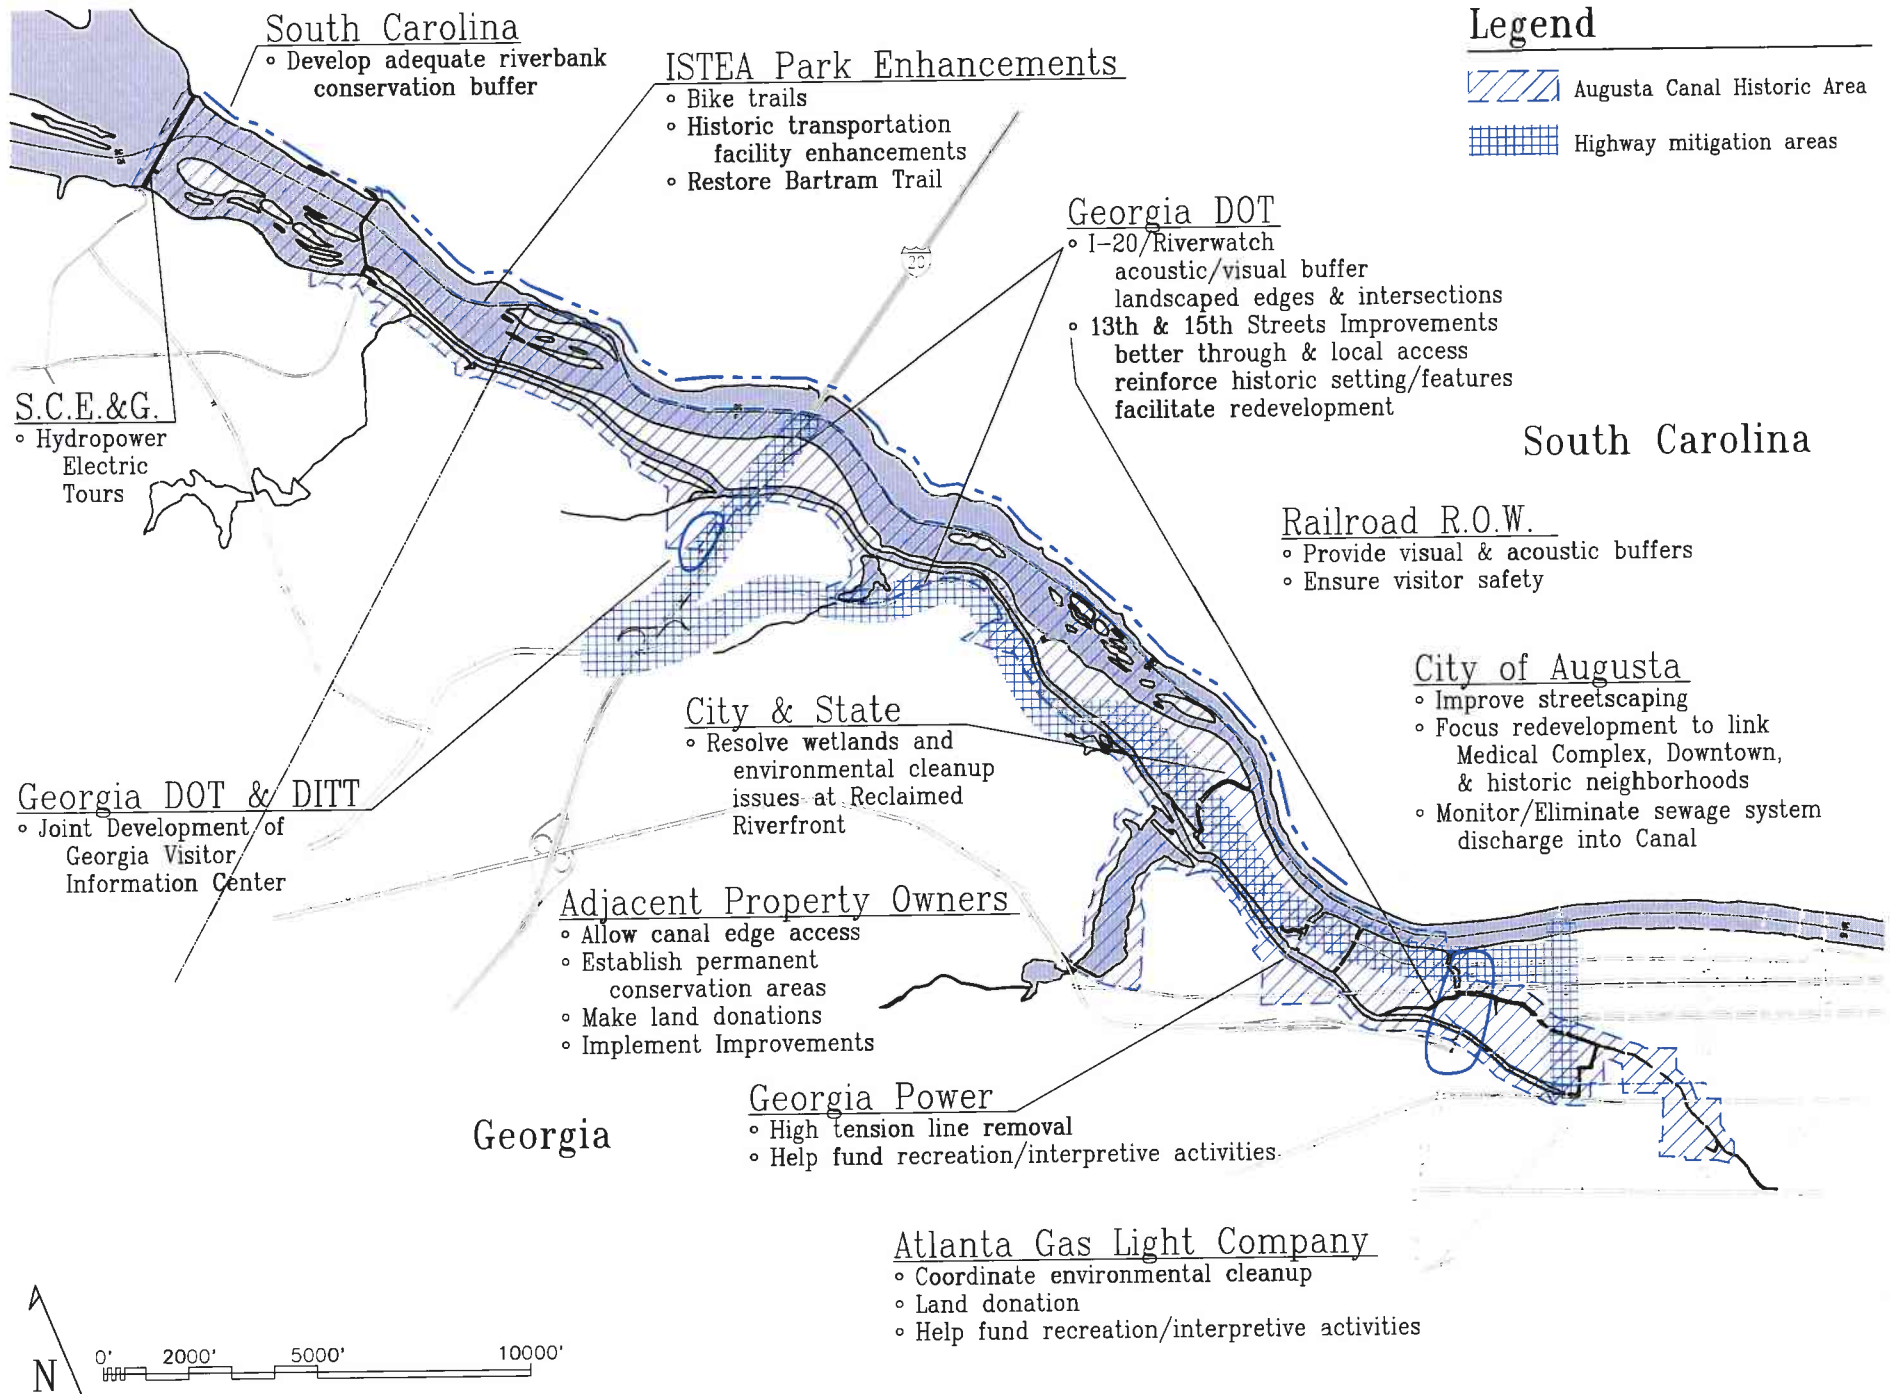 South Carolina
° Develop adequate riverbank
conservation buffer
ISTEA Park Enhancements
° Bike trails
° Historic transportation
facility enhancements
° Restore Bartram Trail
Legend
Augusta Canal Historic Area
Highway mitigation areas
Georgia DOT
° I-20/Riverwatch
acoustic/visual buffer
landscaped edges & intersections
° 13th & 15th Streets Improvements
better through & local access
reinforce historic setting/features
facilitate redevelopment
20
S.C.E.&G.
° Hydropower
Electric
Tours
South Carolina
Railroad R.O.W.
° Provide visual & acoustic buffers
° Ensure visitor safety
City of Augusta
° Improve streetscaping
° Focus redevelopment to link
Medical Complex, Downtown,
& historic neighborhoods
° Monitor/Eliminate sewage system
discharge into Canal
City & State
° Resolve wetlands and
environmental cleanup
issues at Reclaimed
Riverfront
Georgia DOT & DITT
° Joint Development of
Georgia Visitor
Information Center
Adjacent Property Owners
° Allow canal edge access
° Establish permanent
conservation areas
° Make land donations
° Implement Improvements
Georgia Power
° High tension line removal
° Help fund recreation/interpretive activities
Georgia
Atlanta Gas Light Company
° Coordinate environmental cleanup
° Land donation
° Help fund recreation/interpretive activities
N
0' 2000' 5000' 10000'